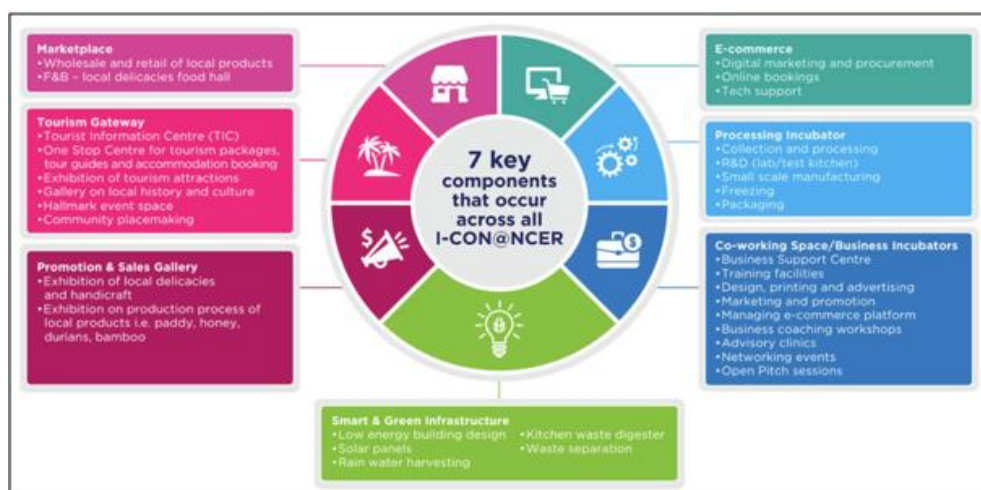 Marketplace
•Wholesale and retail of local products
•F&B – local delicacies food hall
Tourism Gateway
•Tourist Information Centre (TIC)
•One Stop Centre for tourism packages,
tour guides and accommodation booking
•Exhibition of tourism attractions
•Gallery on local history and culture
•Hallmark event space
•Community placemaking
Promotion & Sales Gallery
•Exhibition of local delicacies
and handicraft
•Exhibition on production process of
local products i.e. paddy, honey,
durians, bamboo
7 key
components
that occur
across all
I-CON@NCER
E-commerce
•Digital marketing and procurement
•Online bookings
•Tech support
Processing Incubator
•Collection and processing
•R&D (lab/test kitchen)
•Small scale manufacturing
•Freezing
•Packaging
Co-working Space/Business Incubators
•Business Support Centre
•Training facilities
•Design, printing and advertising
•Marketing and promotion
•Managing e-commerce platform
•Business coaching workshops
•Advisory clinics
•Networking events
•Open Pitch sessions
Smart & Green Infrastructure
•Low energy building design
•Solar panels
•Rain water harvesting
•Kitchen waste digester
•Waste separation